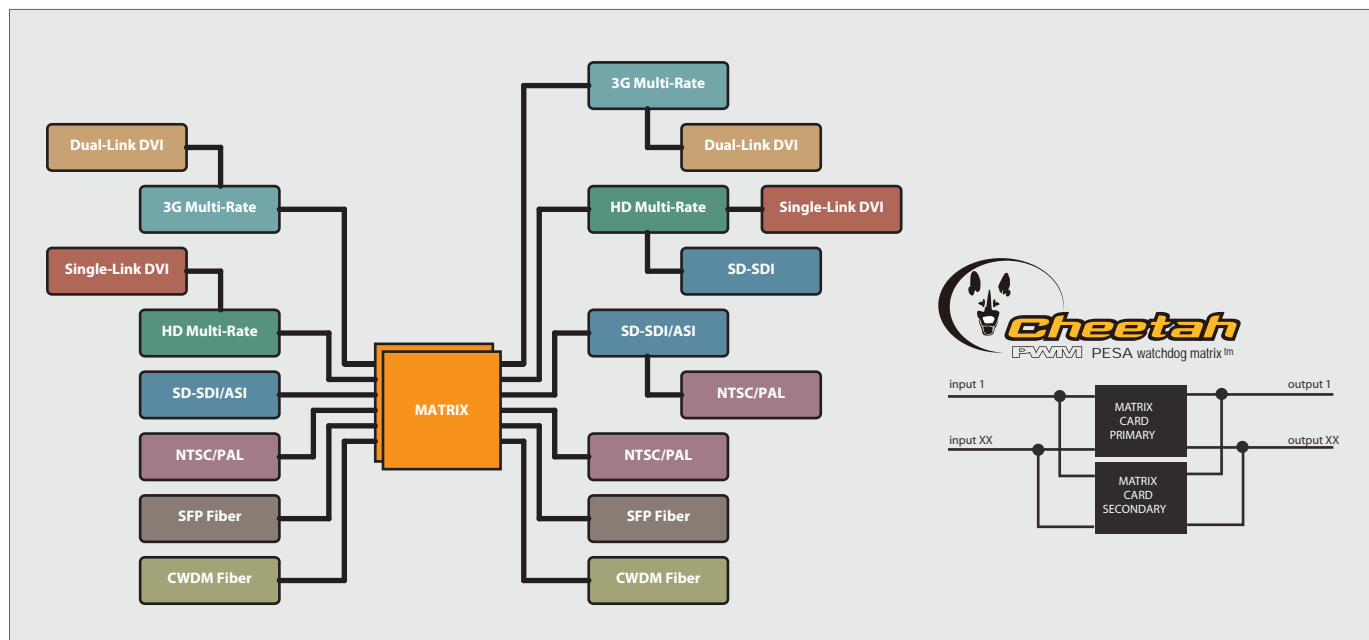 Dual-Link DVI
3G Multi-Rate
Single-Link DVI
HD Multi-Rate
SD-SDI/ASI
NTSC/PAL
SFP Fiber
CWDM Fiber
MATRIX
3G Multi-Rate
Dual-Link DVI
HD Multi-Rate
Single-Link DVI
SD-SDI
SD-SDI/ASI
NTSC/PAL
NTSC/PAL
SFP Fiber
CWDM Fiber
Cheetah
PWM PESA watchdog matrix tm
input 1
output 1
MATRIX
CARD
PRIMARY
input XX
output XX
MATRIX
CARD
SECONDARY